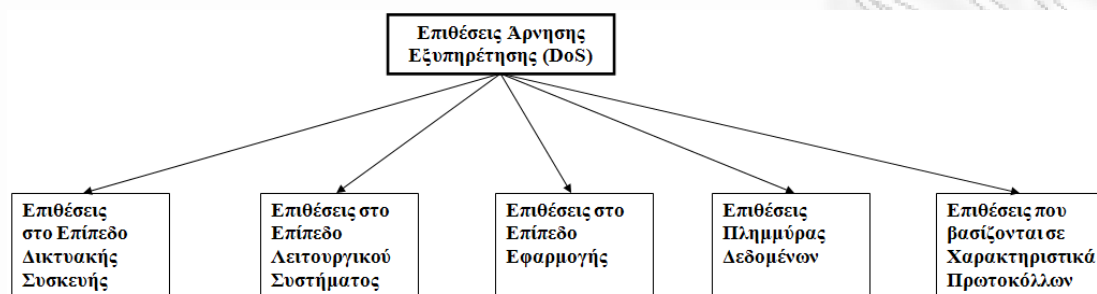 Επιθέσεις Άρνησης
Εξυπηρέτησης (DoS)
Επιθέσεις
στο Επίπεδο
Δικτυακής
Συσκευής
Επιθέσεις στο
Επίπεδο
Λειτουργικού
Συστήματος
Επιθέσεις στο
Επίπεδο
Εφαρμογής
Επιθέσεις
Πλημμύρας
Δεδομένων
Επιθέσεις που
βασίζονται σε
Χαρακτηριστικά
Πρωτοκόλλων